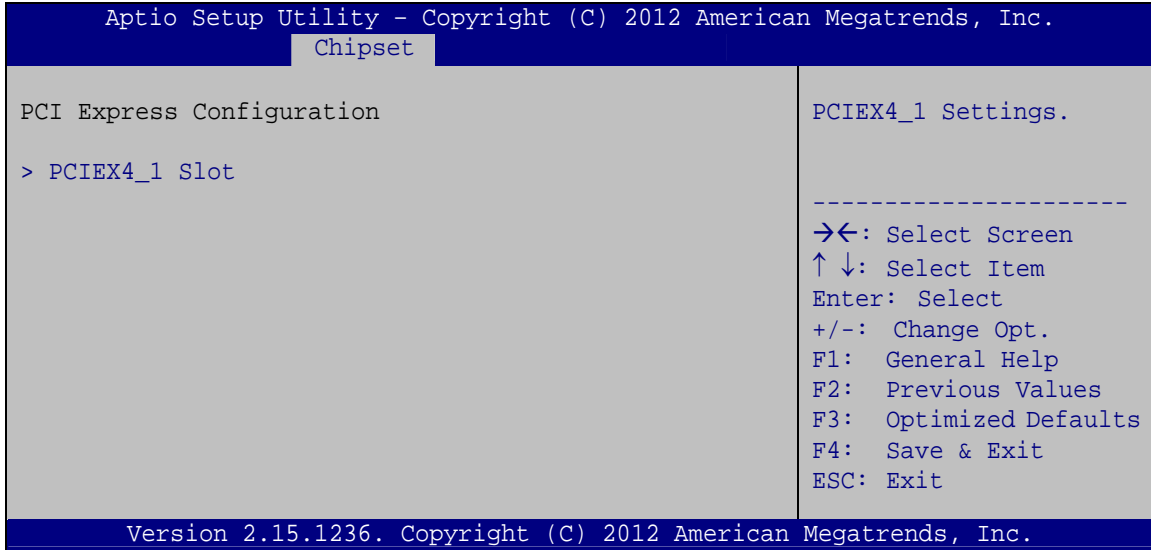 Aptio Setup Utility – Copyright (C) 2012 American Megatrends, Inc.
Chipset
PCI Express Configuration
> PCIEX4_1 Slot
PCIEX4_1 Settings.
----------------------
→←: Select Screen
↑ ↓: Select Item
Enter: Select
+/-: Change Opt.
F1: General Help
F2: Previous Values
F3: Optimized Defaults
F4: Save & Exit
ESC: Exit
Version 2.15.1236. Copyright (C) 2012 American Megatrends, Inc.